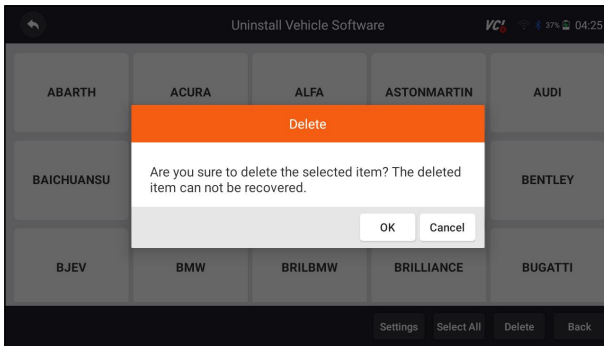 Uninstall Vehicle Software
VCI
37%
04:25
ABARTH
ACURA
ALFA
ASTONMARTIN
AUDI
Delete
Are you sure to delete the selected item? The deleted
item can not be recovered.
OK
Cancel
BAICHUANSU
BENTLEY
BJEV
BMW
BRILBMW
BRILLIANCE
BUGATTI
Settings
Select All
Delete
Back